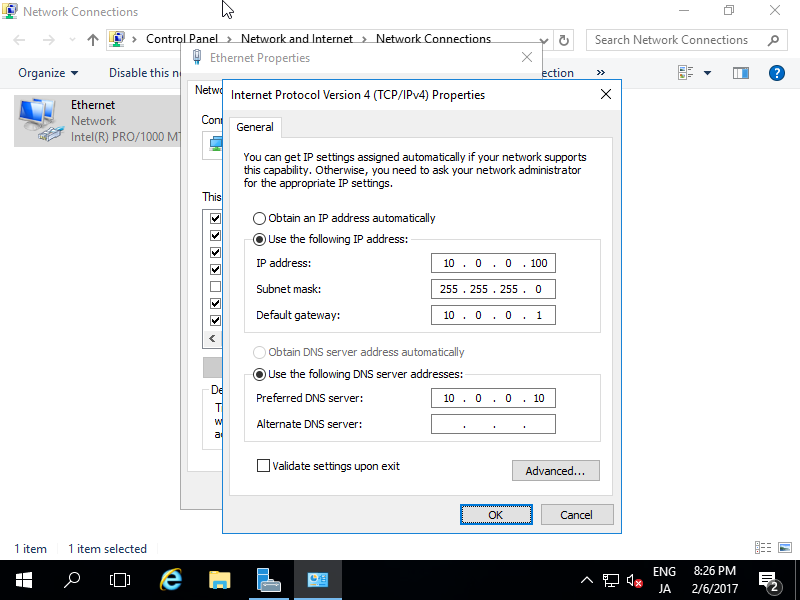 Network Connections
Control Panel
Network and Internet
Network Connections
Search Network Connections
Organize
Disable this n
ection
»
Ethernet
Network
Intel(R) PRO/1000 MT
Ethernet Properties
Netwo
Conn
This
De
T
w
ac
Internet Protocol Version 4 (TCP/IPv4) Properties
General
You can get IP settings assigned automatically if your network supports
this capability. Otherwise, you need to ask your network administrator
for the appropriate IP settings.
Obtain an IP address automatically
Use the following IP address:
IP address: 10 . 0 . 0 . 100
Subnet mask: 255 . 255 . 255 . 0
Default gateway: 10 . 0 . 0 . 1
Obtain DNS server address automatically
Use the following DNS server addresses:
Preferred DNS server: 10 . 0 . 0 . 10
Alternate DNS server: . . .
Validate settings upon exit
Advanced...
OK
Cancel
1 item
1 item selected
ENG
JA
8:26 PM
2/6/2017
2